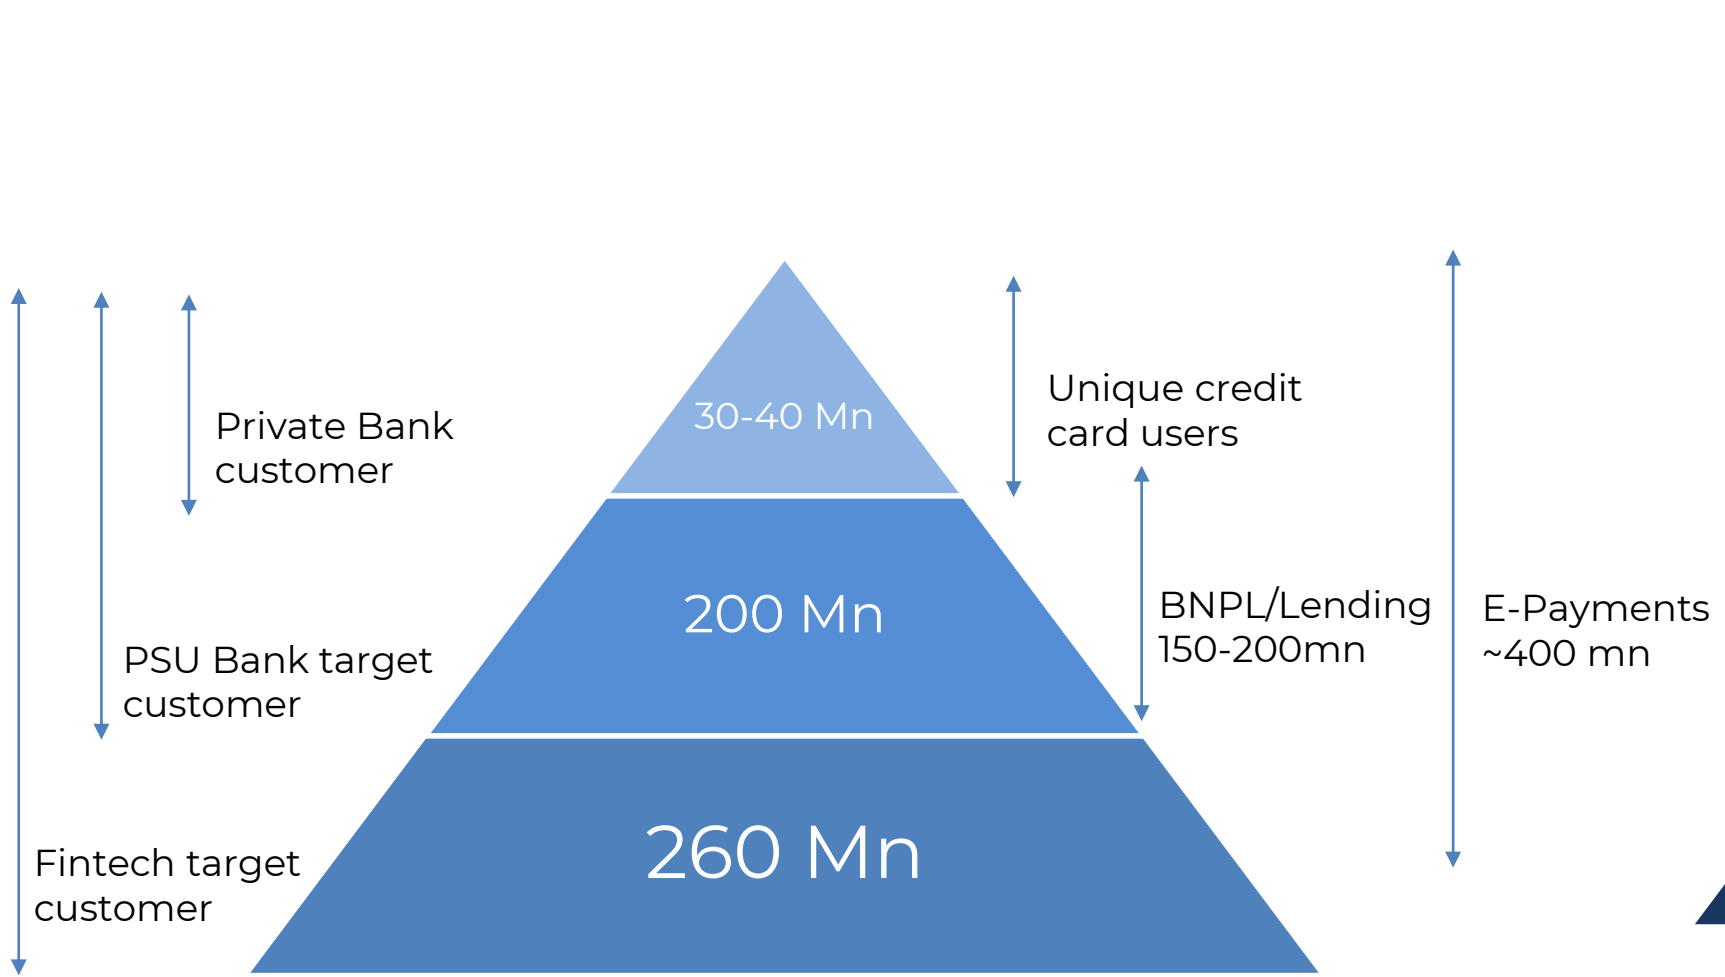 30-40 Mn
200 Mn
260 Mn
Private Bank
customer
PSU Bank target
customer
Fintech target
customer
Unique credit
card users
BNPL/Lending
150-200mn
E-Payments
~400 mn